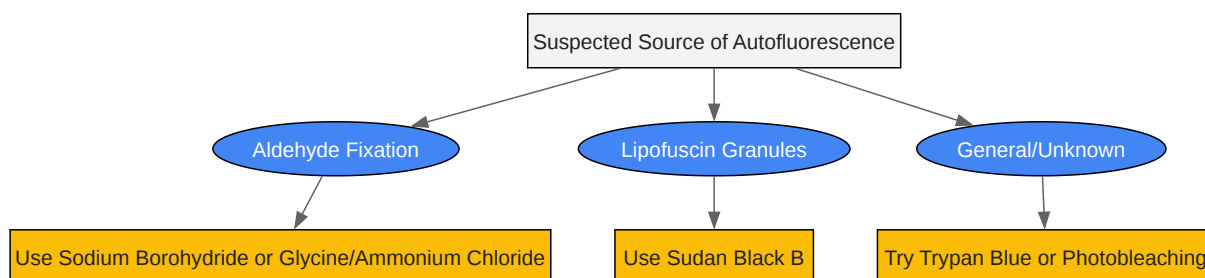 Suspected Source of Autofluorescence
Aldehyde Fixation
Lipofuscin Granules
General/Unknown
Use Sodium Borohydride or Glycine/Ammonium Chloride
Use Sudan Black B
Try Trypan Blue or Photobleaching